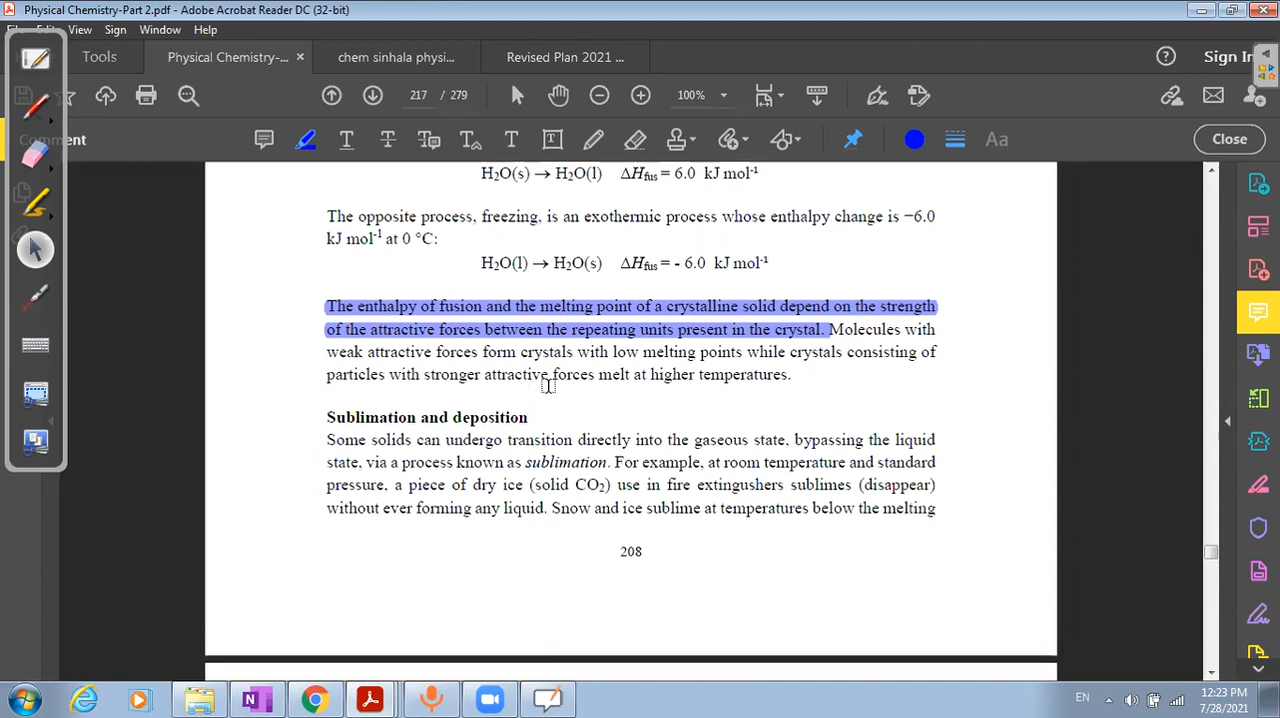 Physical Chemistry-Part 2.pdf - Adobe Acrobat Reader DC (32-bit)
View Sign Window Help
Tools Physical Chemistry-... × chem sinhala physi... Revised Plan 2021 ... Sign In
217 / 279 100%
Comment T T T T T Aa Close
H₂O(s) → H₂O(l) ΔHfus = 6.0 kJ mol⁻¹
The opposite process, freezing, is an exothermic process whose enthalpy change is −6.0
kJ mol⁻¹ at 0 °C:
H₂O(l) → H₂O(s) ΔHfus = - 6.0 kJ mol⁻¹
The enthalpy of fusion and the melting point of a crystalline solid depend on the strength
of the attractive forces between the repeating units present in the crystal. Molecules with
weak attractive forces form crystals with low melting points while crystals consisting of
particles with stronger attractive forces melt at higher temperatures.
Sublimation and deposition
Some solids can undergo transition directly into the gaseous state, bypassing the liquid
state, via a process known as sublimation. For example, at room temperature and standard
pressure, a piece of dry ice (solid CO₂) use in fire extingushers sublimes (disappear)
without ever forming any liquid. Snow and ice sublime at temperatures below the melting
208
EN 12:23 PM
7/28/2021